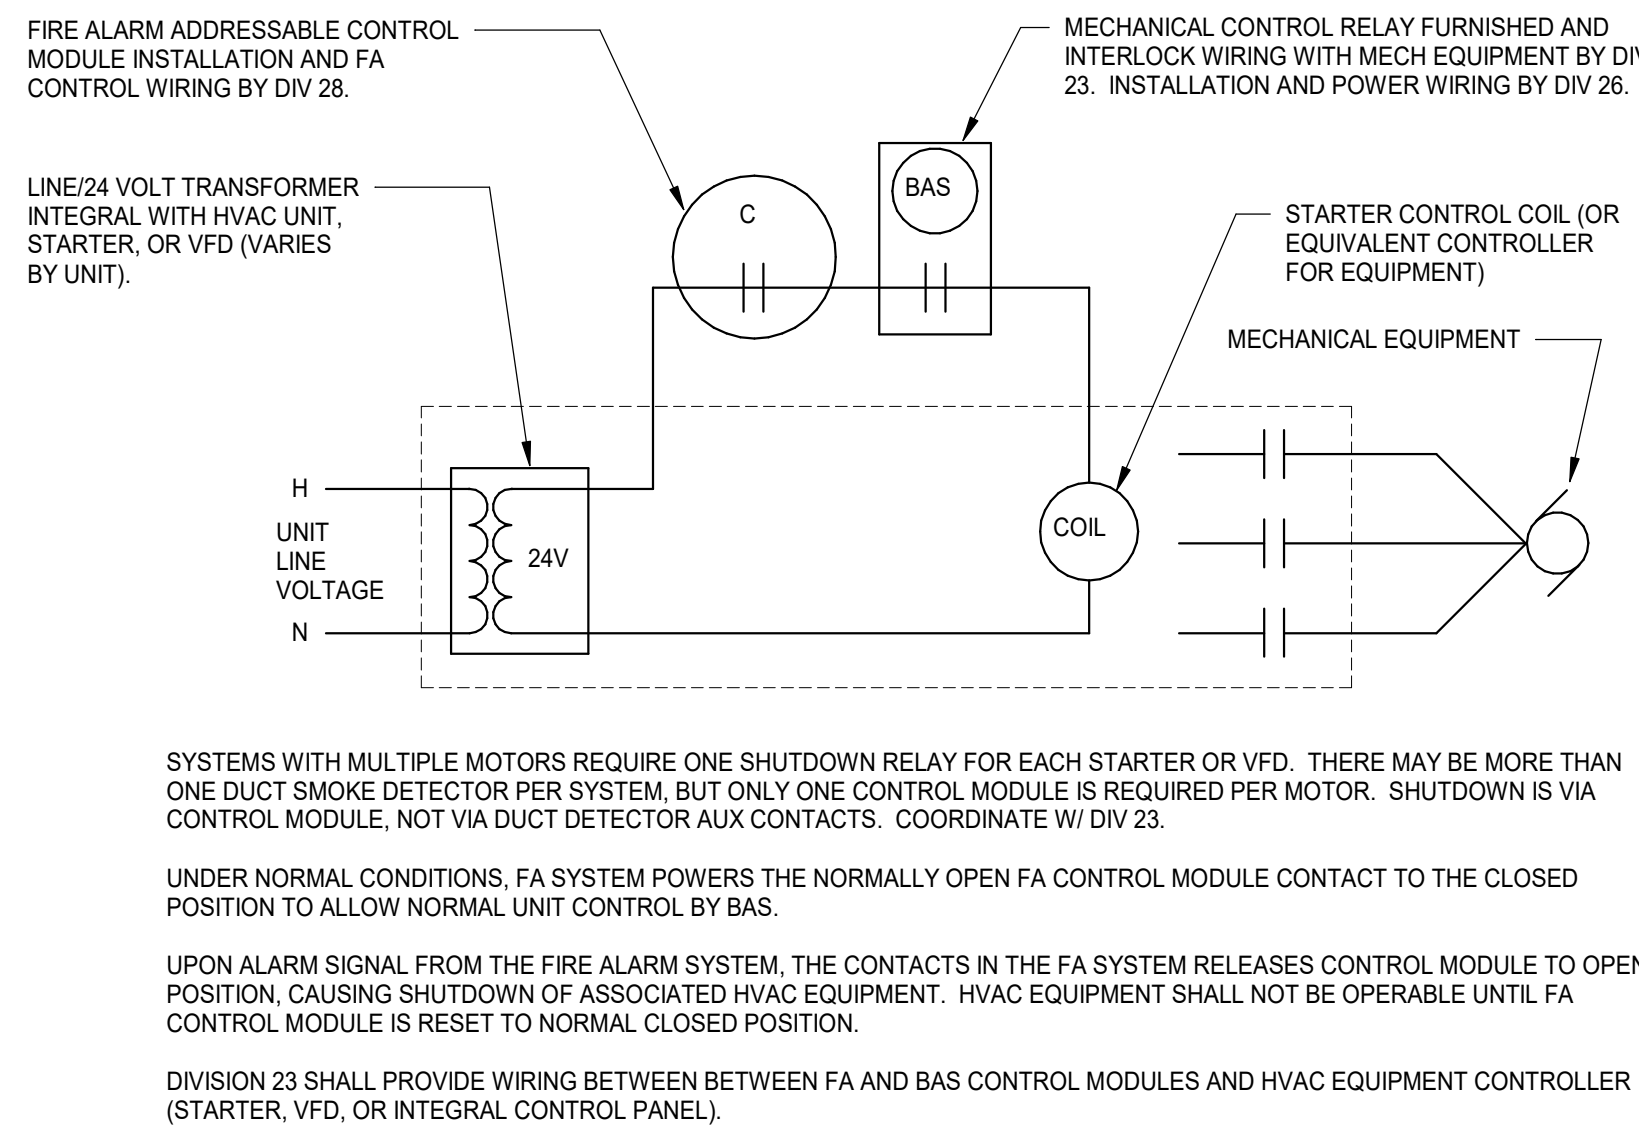 FIRE ALARM ADDRESSABLE CONTROL
MODULE INSTALLATION AND FA
CONTROL WIRING BY DIV 28.
MECHANICAL CONTROL RELAY FURNISHED AND
INTERLOCK WIRING WITH MECH EQUIPMENT BY DIV
23. INSTALLATION AND POWER WIRING BY DIV 26.
LINE/24 VOLT TRANSFORMER
INTEGRAL WITH HVAC UNIT,
STARTER, OR VFD (VARIES
BY UNIT).
C
BAS
STARTER CONTROL COIL (OR
EQUIVALENT CONTROLLER
FOR EQUIPMENT)
MECHANICAL EQUIPMENT
H
UNIT
LINE
VOLTAGE
N
24V
COIL
SYSTEMS WITH MULTIPLE MOTORS REQUIRE ONE SHUTDOWN RELAY FOR EACH STARTER OR VFD. THERE MAY BE MORE THAN
ONE DUCT SMOKE DETECTOR PER SYSTEM, BUT ONLY ONE CONTROL MODULE IS REQUIRED PER MOTOR. SHUTDOWN IS VIA
CONTROL MODULE, NOT VIA DUCT DETECTOR AUX CONTACTS. COORDINATE W/ DIV 23.
UNDER NORMAL CONDITIONS, FA SYSTEM POWERS THE NORMALLY OPEN FA CONTROL MODULE CONTACT TO THE CLOSED
POSITION TO ALLOW NORMAL UNIT CONTROL BY BAS.
UPON ALARM SIGNAL FROM THE FIRE ALARM SYSTEM, THE CONTACTS IN THE FA SYSTEM RELEASES CONTROL MODULE TO OPEN
POSITION, CAUSING SHUTDOWN OF ASSOCIATED HVAC EQUIPMENT. HVAC EQUIPMENT SHALL NOT BE OPERABLE UNTIL FA
CONTROL MODULE IS RESET TO NORMAL CLOSED POSITION.
DIVISION 23 SHALL PROVIDE WIRING BETWEEN BETWEEN FA AND BAS CONTROL MODULES AND HVAC EQUIPMENT CONTROLLER
(STARTER, VFD, OR INTEGRAL CONTROL PANEL).